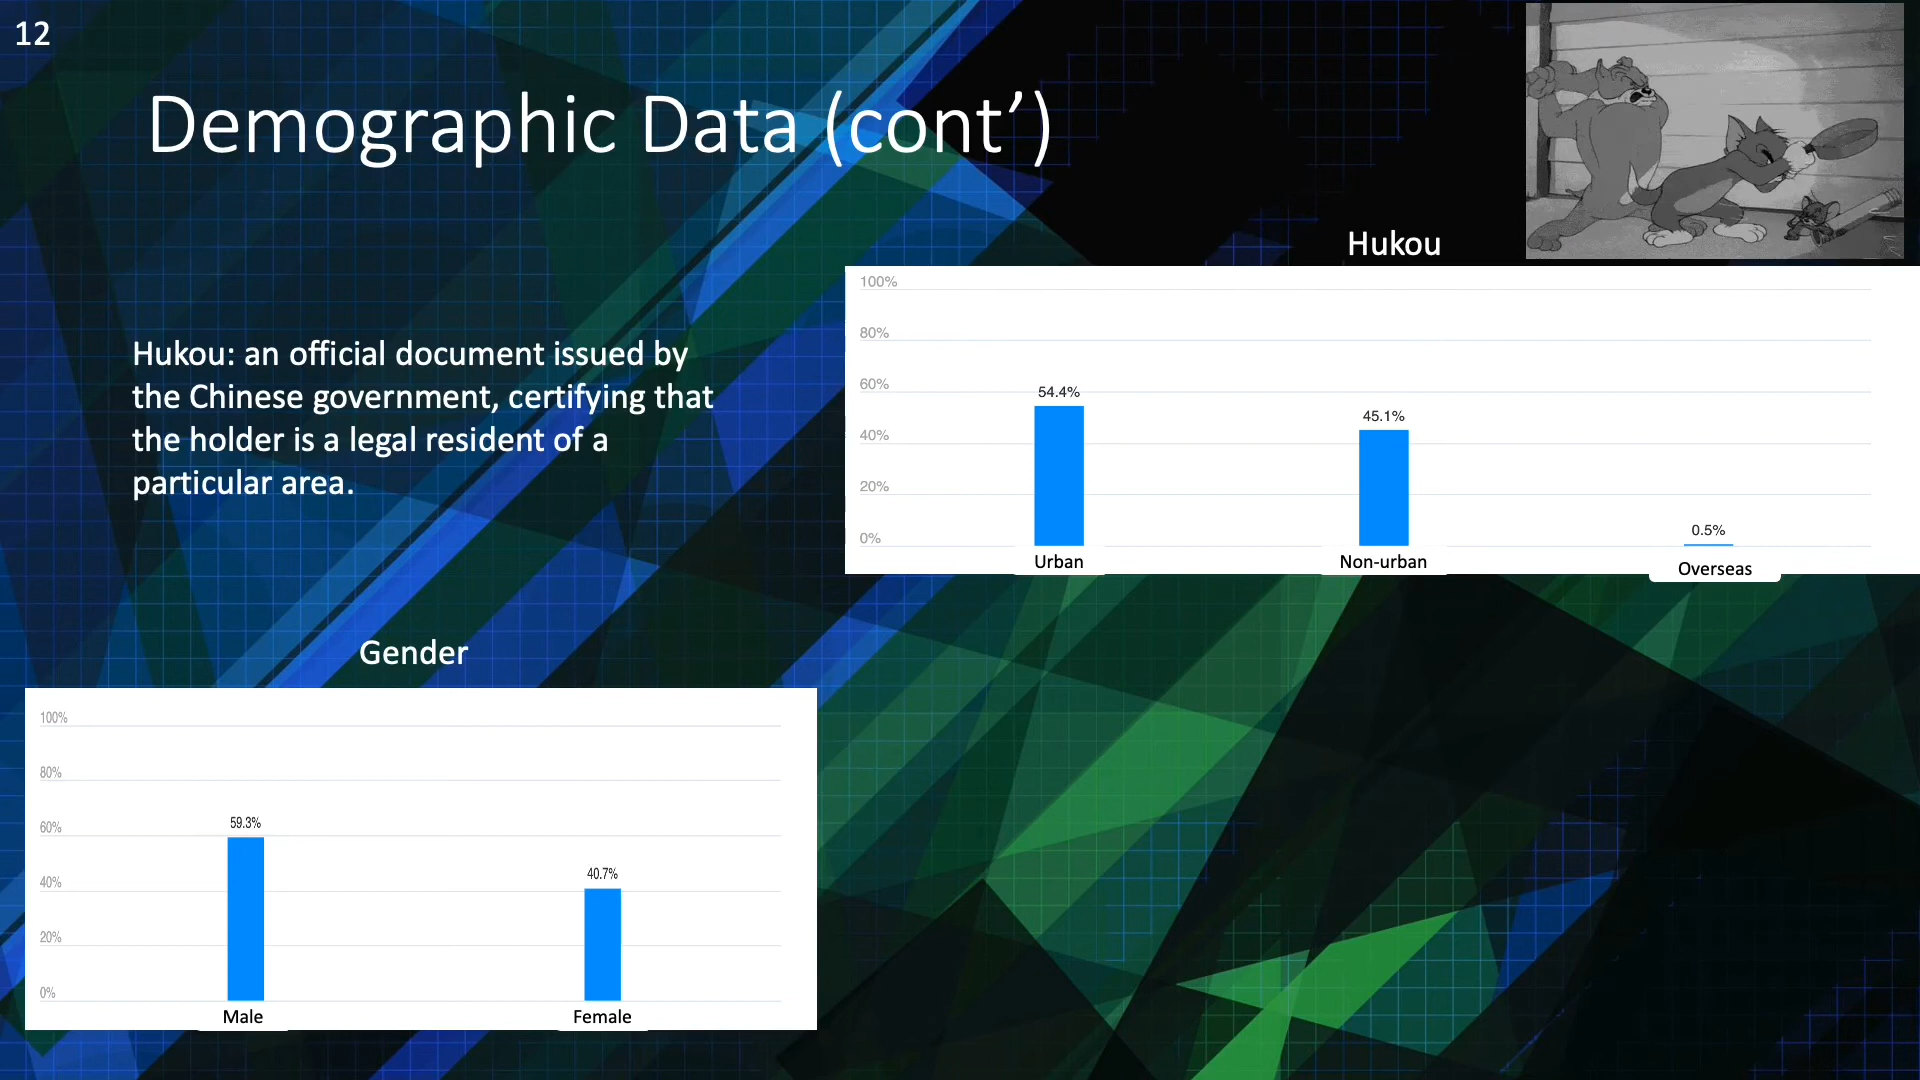 12
Demographic Data (cont’)
Hukou: an official document issued by
the Chinese government, certifying that
the holder is a legal resident of a
particular area.
Hukou
100%
80%
60%
40%
20%
0%
54.4%
45.1%
0.5%
Urban
Non-urban
Overseas
Gender
100%
80%
60%
40%
20%
0%
59.3%
40.7%
Male
Female